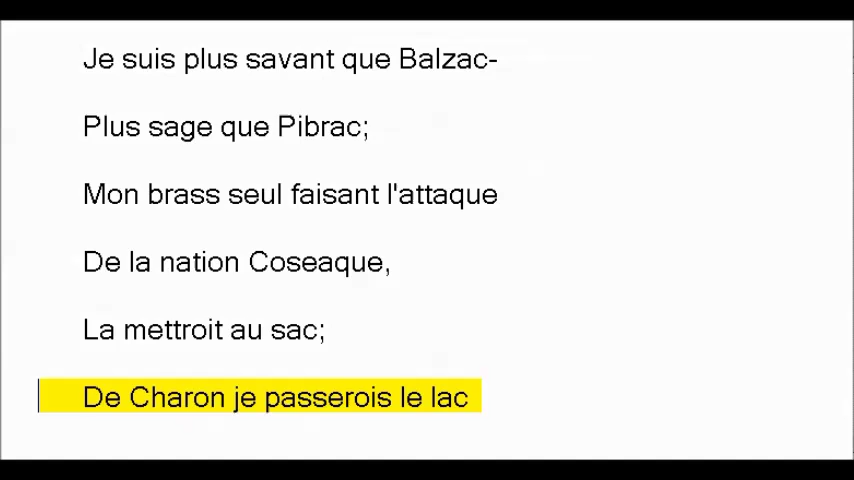 Je suis plus savant que Balzac-
Plus sage que Pibrac;
Mon brass seul faisant l'attaque
De la nation Coseaque,
La mettroit au sac;
De Charon je passerois le lac